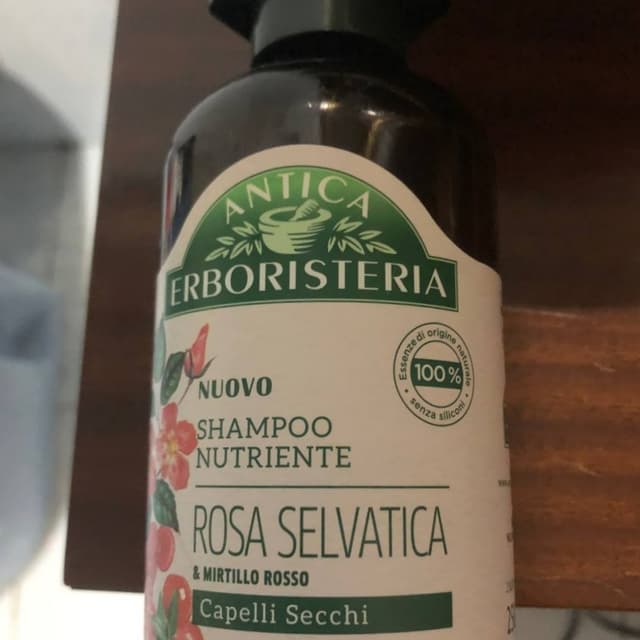 ANTICA
ERBORISTERIA
Essenze di origine naturale
100%
senza siliconi
NUOVO
SHAMPOO
NUTRIENTE
ROSA SELVATICA
& MIRTILLO ROSSO
Capelli Secchi